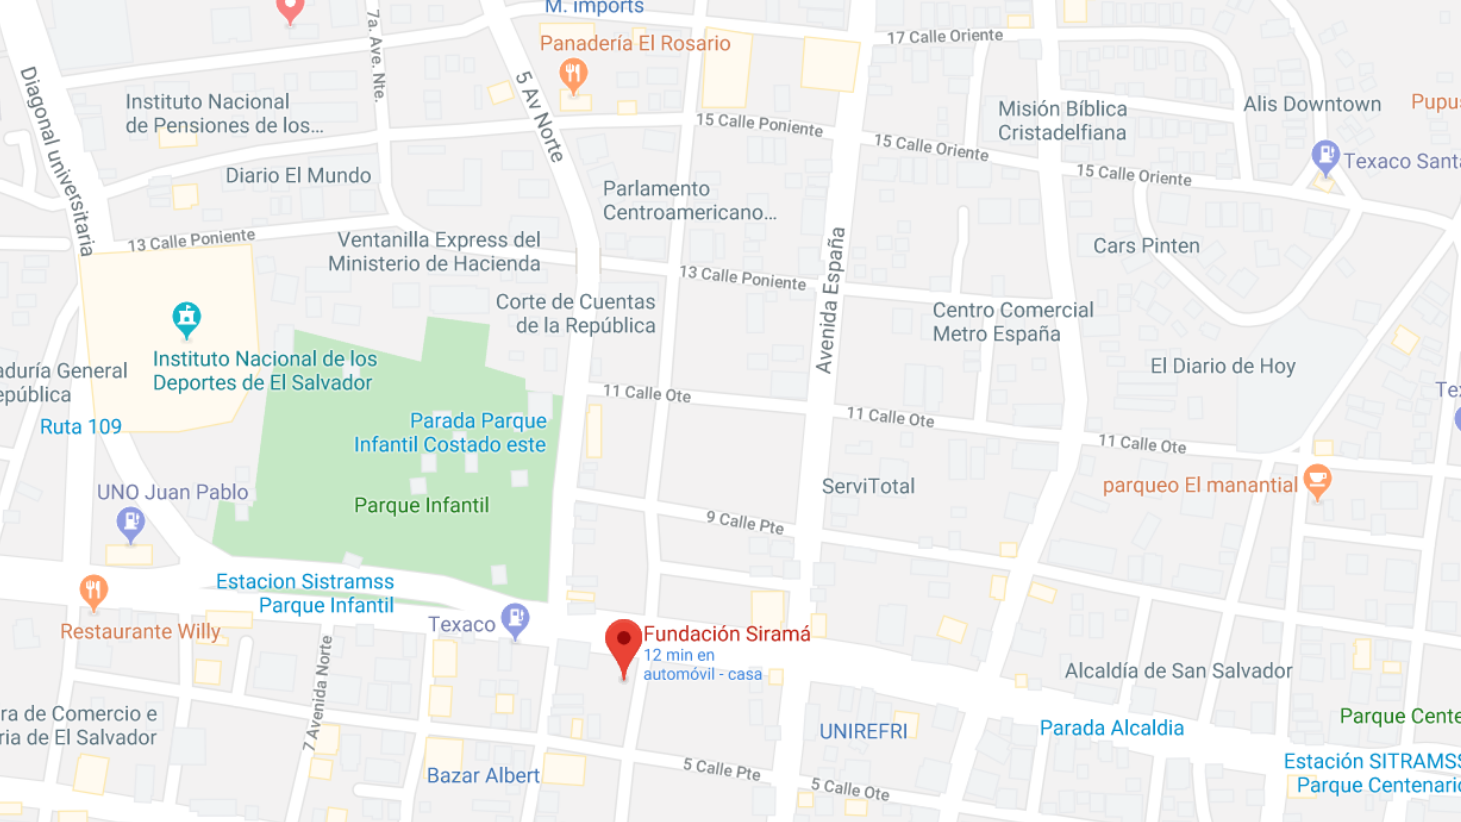 M. imports
7a. Ave. Nte.
17 Calle Oriente
Panadería El Rosario
Diagonal universitaria
5 Av Norte
Instituto Nacional
de Pensiones de los...
Misión Bíblica
Cristadelfiana
Alis Downtown
Pupus
15 Calle Poniente
15 Calle Oriente
15 Calle Oriente
Texaco Santa
Diario El Mundo
Parlamento
Centroamericano...
13 Calle Poniente
Ventanilla Express del
Ministerio de Hacienda
Cars Pinten
Avenida España
13 Calle Poniente
Corte de Cuentas
de la República
Centro Comercial
Metro España
Instituto Nacional de los
Deportes de El Salvador
aduría General
epública
El Diario de Hoy
Tex
11 Calle Ote
11 Calle Ote
11 Calle Ote
Ruta 109
Parada Parque
Infantil Costado este
UNO Juan Pablo
Parque Infantil
ServiTotal
parqueo El manantial
9 Calle Pte
Estacion Sistramss
Parque Infantil
Texaco
Restaurante Willy
Fundación Siramá
12 min en
automóvil - casa
7 Avenida Norte
Alcaldía de San Salvador
ra de Comercio e
ria de El Salvador
UNIREFRI
Parada Alcaldia
Parque Cente
Estación SITRAMSS
Parque Centenario
Bazar Albert
5 Calle Pte
5 Calle Ote